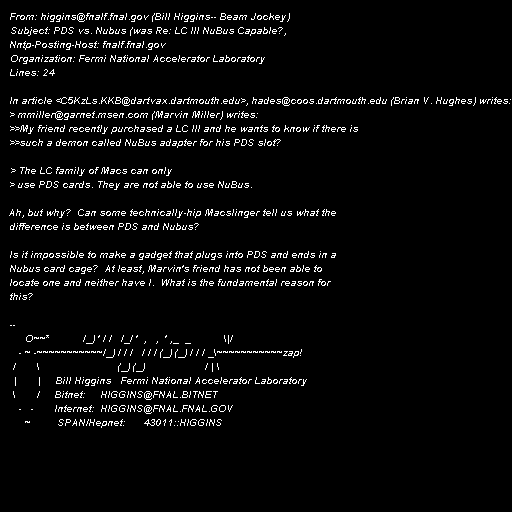 From: higgins@fnalf.fnal.gov (Bill Higgins-- Beam Jockey)
Subject: PDS vs. Nubus (was Re: LC III NuBus Capable?,
Nntp-Posting-Host: fnalf.fnal.gov
Organization: Fermi National Accelerator Laboratory
Lines: 24

In article <C5KzLs.KKB@dartvax.dartmouth.edu>, hades@coos.dartmouth.edu (Brian V. Hughes) writes:
> mmiller@garnet.msen.com (Marvin Miller) writes:
>>My friend recently purchased a LC III and he wants to know if there is
>>such a demon called NuBus adapter for his PDS slot?

> The LC family of Macs can only
> use PDS cards. They are not able to use NuBus.

Ah, but why?  Can some technically-hip Macslinger tell us what the
difference is between PDS and Nubus?

Is it impossible to make a gadget that plugs into PDS and ends in a
Nubus card cage?  At least, Marvin's friend has not been able to
locate one and neither have I.  What is the fundamental reason for
this?

--
     O~~*           /_)' / /   /_/ '  ,   ,  ' ,_  _           \|/
   - ~ -~~~~~~~~~~~/_) / / /   / / / (_) (_) / / / _\~~~~~~~~~~~zap!
 /       \                          (_) (_)                    / | \
 |       |     Bill Higgins   Fermi National Accelerator Laboratory
 \       /     Bitnet:     HIGGINS@FNAL.BITNET
   -   -       Internet:  HIGGINS@FNAL.FNAL.GOV
     ~         SPAN/Hepnet:      43011::HIGGINS